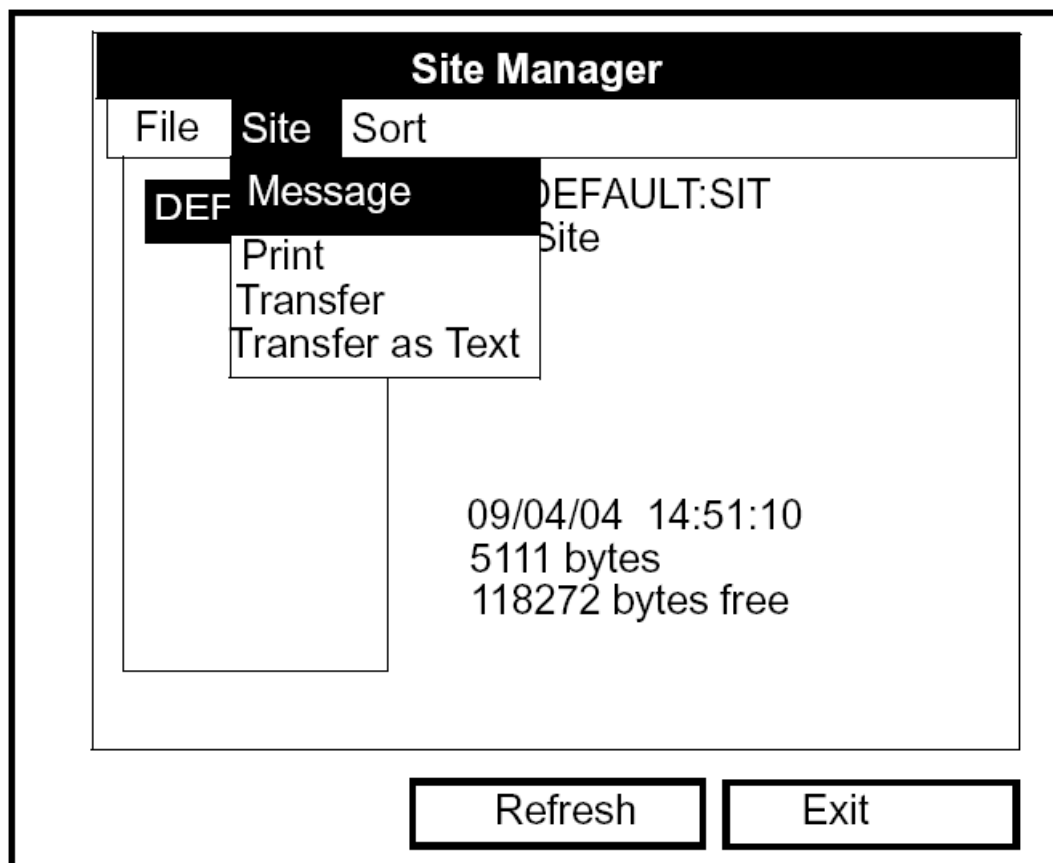 Site Manager
File Site Sort
Message
Print
Transfer
Transfer as Text
DEF
DEFAULT:SIT
Site
09/04/04 14:51:10
5111 bytes
118272 bytes free
Refresh Exit